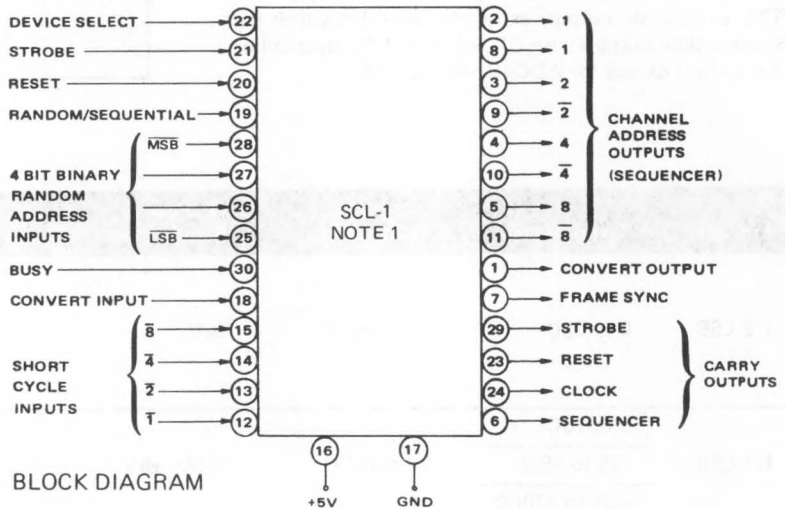 DEVICE SELECT 22
STROBE 21
RESET 20
RANDOM/SEQUENTIAL 19
4 BIT BINARY RANDOM ADDRESS INPUTS
M̅S̅B̅ 28
27
26
L̅S̅B̅ 25
BUSY 30
CONVERT INPUT 18
SHORT CYCLE INPUTS
8̅ 15
4̅ 14
2̅ 13
1̅ 12
SCL-1
NOTE 1
2
8 1
3 2
9 2̅
4 4
10 4̅
5 8
11 8̅
CHANNEL
ADDRESS
OUTPUTS
(SEQUENCER)
1 CONVERT OUTPUT
7 FRAME SYNC
29 STROBE
23 RESET
24 CLOCK
6 SEQUENCER
CARRY
OUTPUTS
16 17
+5V GND
BLOCK DIAGRAM